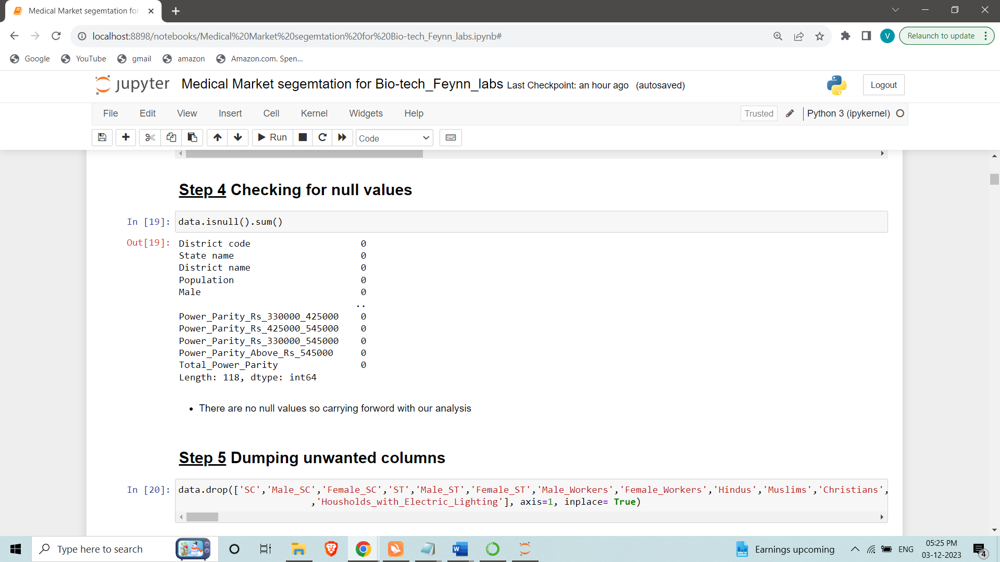 Medical Market segemtation for
localhost:8898/notebooks/Medical%20Market%20segemtation%20for%20Bio-tech_Feynn_labs.ipynb#
V
Relaunch to update
Google YouTube gmail amazon Amazon.com. Spen...
jupyter Medical Market segemtation for Bio-tech_Feynn_labs Last Checkpoint: an hour ago (autosaved)
Logout
File Edit View Insert Cell Kernel Widgets Help
Trusted Python 3 (ipykernel)
Run Code
Step 4 Checking for null values
In [19]: data.isnull().sum()
Out[19]: District code 0
State name 0
District name 0
Population 0
Male 0
..
Power_Parity_Rs_330000_425000 0
Power_Parity_Rs_425000_545000 0
Power_Parity_Rs_330000_545000 0
Power_Parity_Above_Rs_545000 0
Total_Power_Parity 0
Length: 118, dtype: int64
• There are no null values so carrying forword with our analysis
Step 5 Dumping unwanted columns
In [20]: data.drop(['SC','Male_SC','Female_SC','ST','Male_ST','Female_ST','Male_Workers','Female_Workers','Hindus','Muslims','Christians',
,'Housholds_with_Electric_Lighting'], axis=1, inplace= True)
Type here to search
Earnings upcoming
ENG
05:25 PM
03-12-2023
4